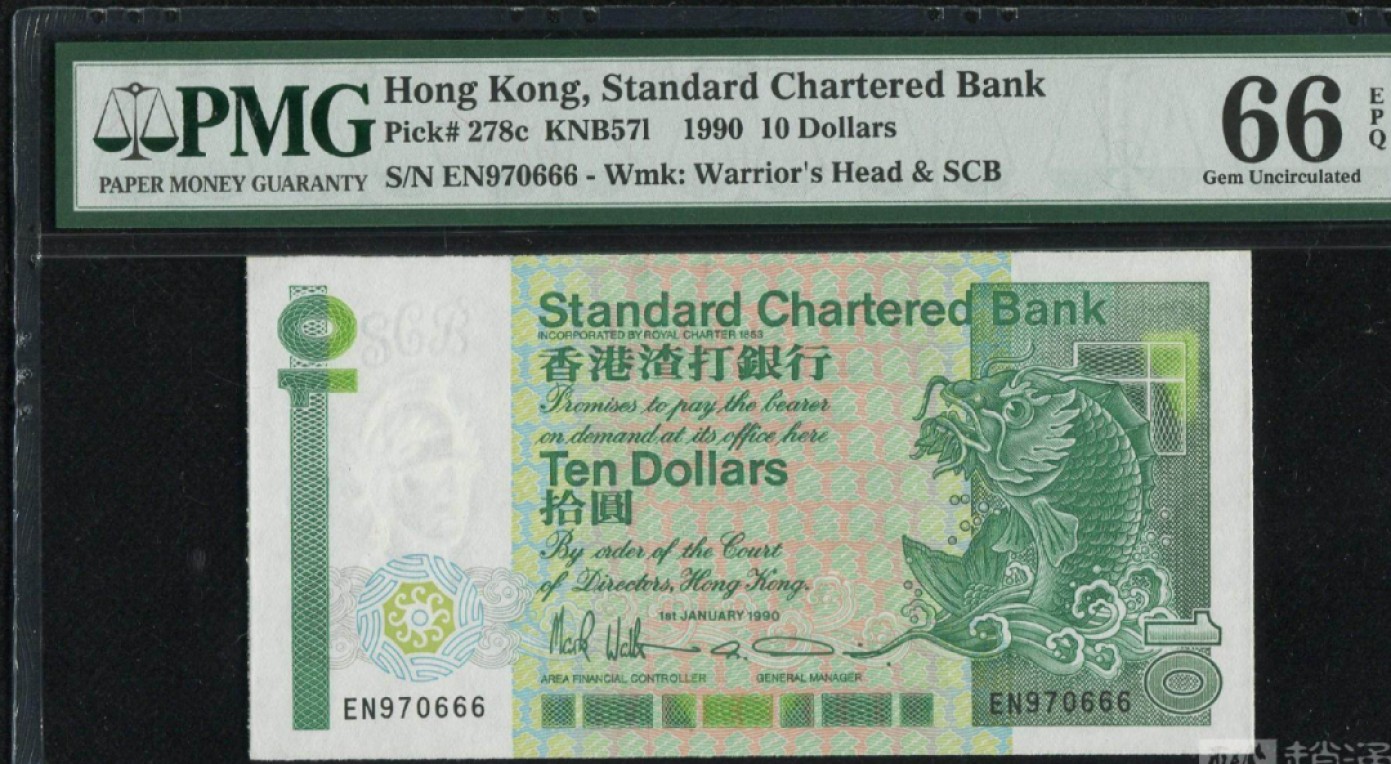 PMG
PAPER MONEY GUARANTY
Hong Kong, Standard Chartered Bank
Pick# 278c KNB57l 1990 10 Dollars
S/N EN970666 - Wmk: Warrior's Head & SCB
66
EPQ
Gem Uncirculated
10
SCB
Standard Chartered Bank
INCORPORATED BY ROYAL CHARTER 1853
香港渣打銀行
Promises to pay the bearer
on demand at its office here
Ten Dollars
拾圓
By order of the Court
of Directors, Hong Kong.
1st JANUARY 1990
AREA FINANCIAL CONTROLLER GENERAL MANAGER
EN970666
EN970666
10